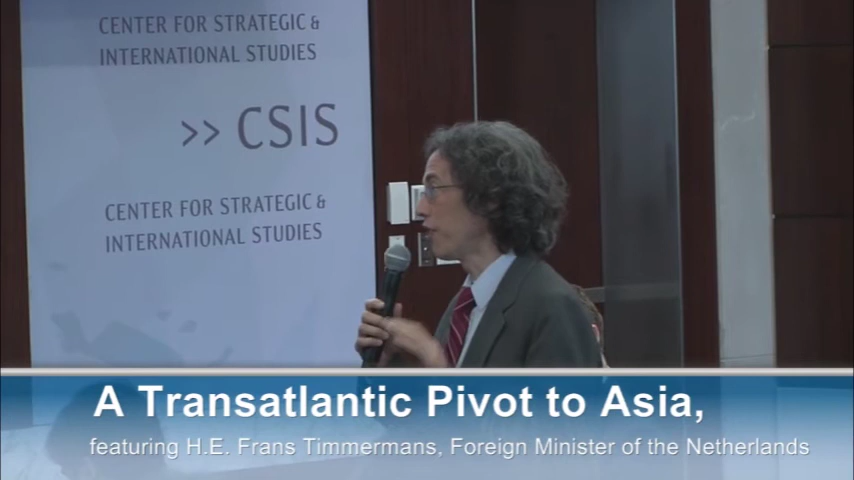 CENTER FOR STRATEGIC &
INTERNATIONAL STUDIES
>> CSIS
CENTER FOR STRATEGIC &
INTERNATIONAL STUDIES
A Transatlantic Pivot to Asia,
featuring H.E. Frans Timmermans, Foreign Minister of the Netherlands